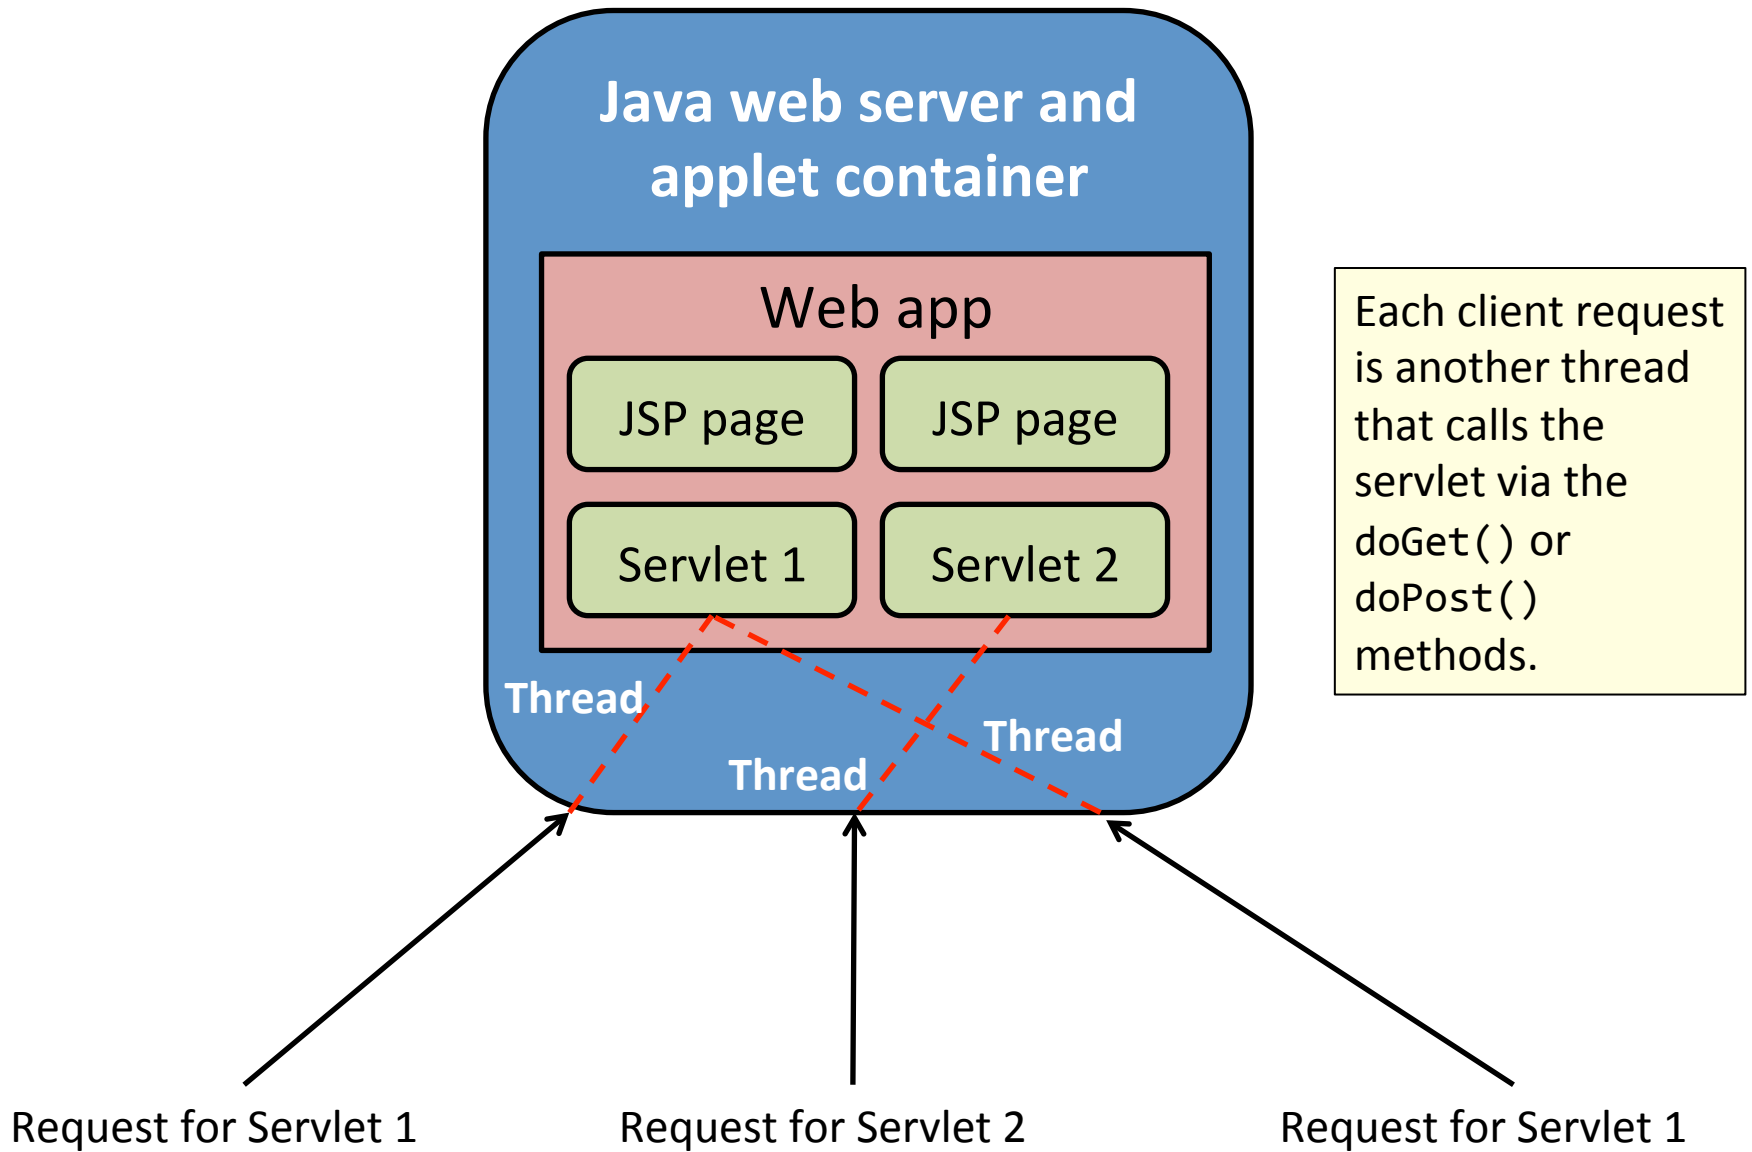 Java web server and
applet container
Web app
JSP page
JSP page
Servlet 1
Servlet 2
Thread
Thread
Thread
Each client request
is another thread
that calls the
servlet via the
doGet() or
doPost()
methods.
Request for Servlet 1
Request for Servlet 2
Request for Servlet 1